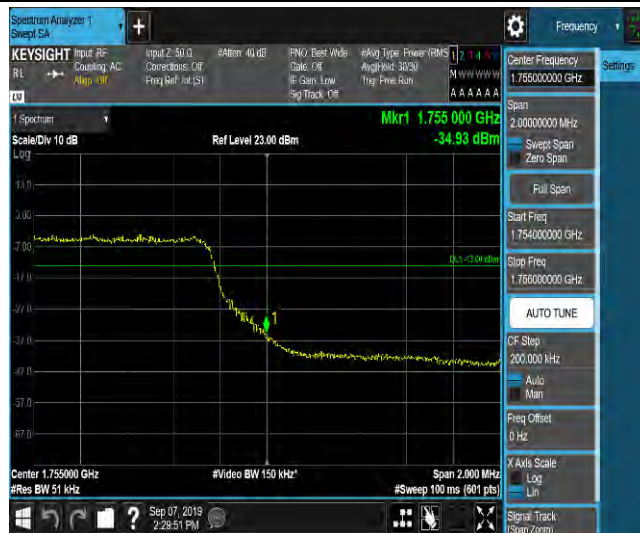 Spectrum Analyzer 1
Swept SA
+
Frequency
KEYSIGHT
Input: RF
Coupling: AC
Align: Off
Input Z: 50 Ω
Corrections: Off
Freq Ref: Int (S)
#Atten: 40 dB
PNO: Best Wide
Gate: Off
IF Gain: Low
Sig Track: Off
#Avg Type: Power (RMS
Avg|Hold: 30/30
Trig: Free Run
M W W W W W
A A A A A A
RL
1 Spectrum
Scale/Div 10 dB
Log
Ref Level 23.00 dBm
Mkr1 1.755 000 GHz
-34.93 dBm
13.0
3.00
-7.00
-17.0
-27.0
-37.0
-47.0
-57.0
-67.0
DL1 -13.00 dBm
1
Center 1.755000 GHz
#Res BW 51 kHz
#Video BW 150 kHz*
Span 2.000 MHz
#Sweep 100 ms (601 pts)
Center Frequency
1.755000000 GHz
Settings
Span
2.00000000 MHz
Swept Span
Zero Span
Full Span
Start Freq
1.754000000 GHz
Stop Freq
1.756000000 GHz
AUTO TUNE
CF Step
200.000 kHz
Auto
Man
Freq Offset
0 Hz
X Axis Scale
Log
Lin
Signal Track
(Span Zoom)
?
Sep 07, 2019
2:29:51 PM